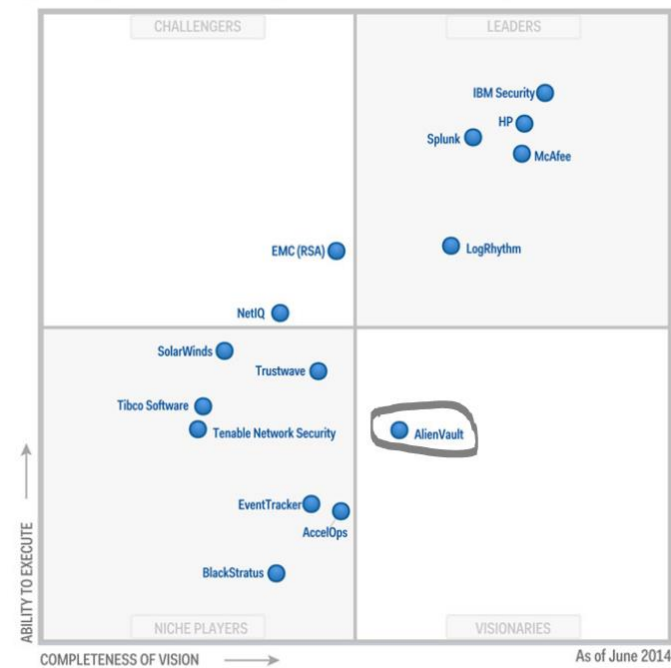 CHALLENGERS
LEADERS
IBM Security
HP
Splunk
McAfee
EMC (RSA)
LogRhythm
NetIQ
SolarWinds
Trustwave
Tibco Software
Tenable Network Security
AlienVault
EventTracker
AccelOps
BlackStratus
ABILITY TO EXECUTE
NICHE PLAYERS
VISIONARIES
COMPLETENESS OF VISION
As of June 2014